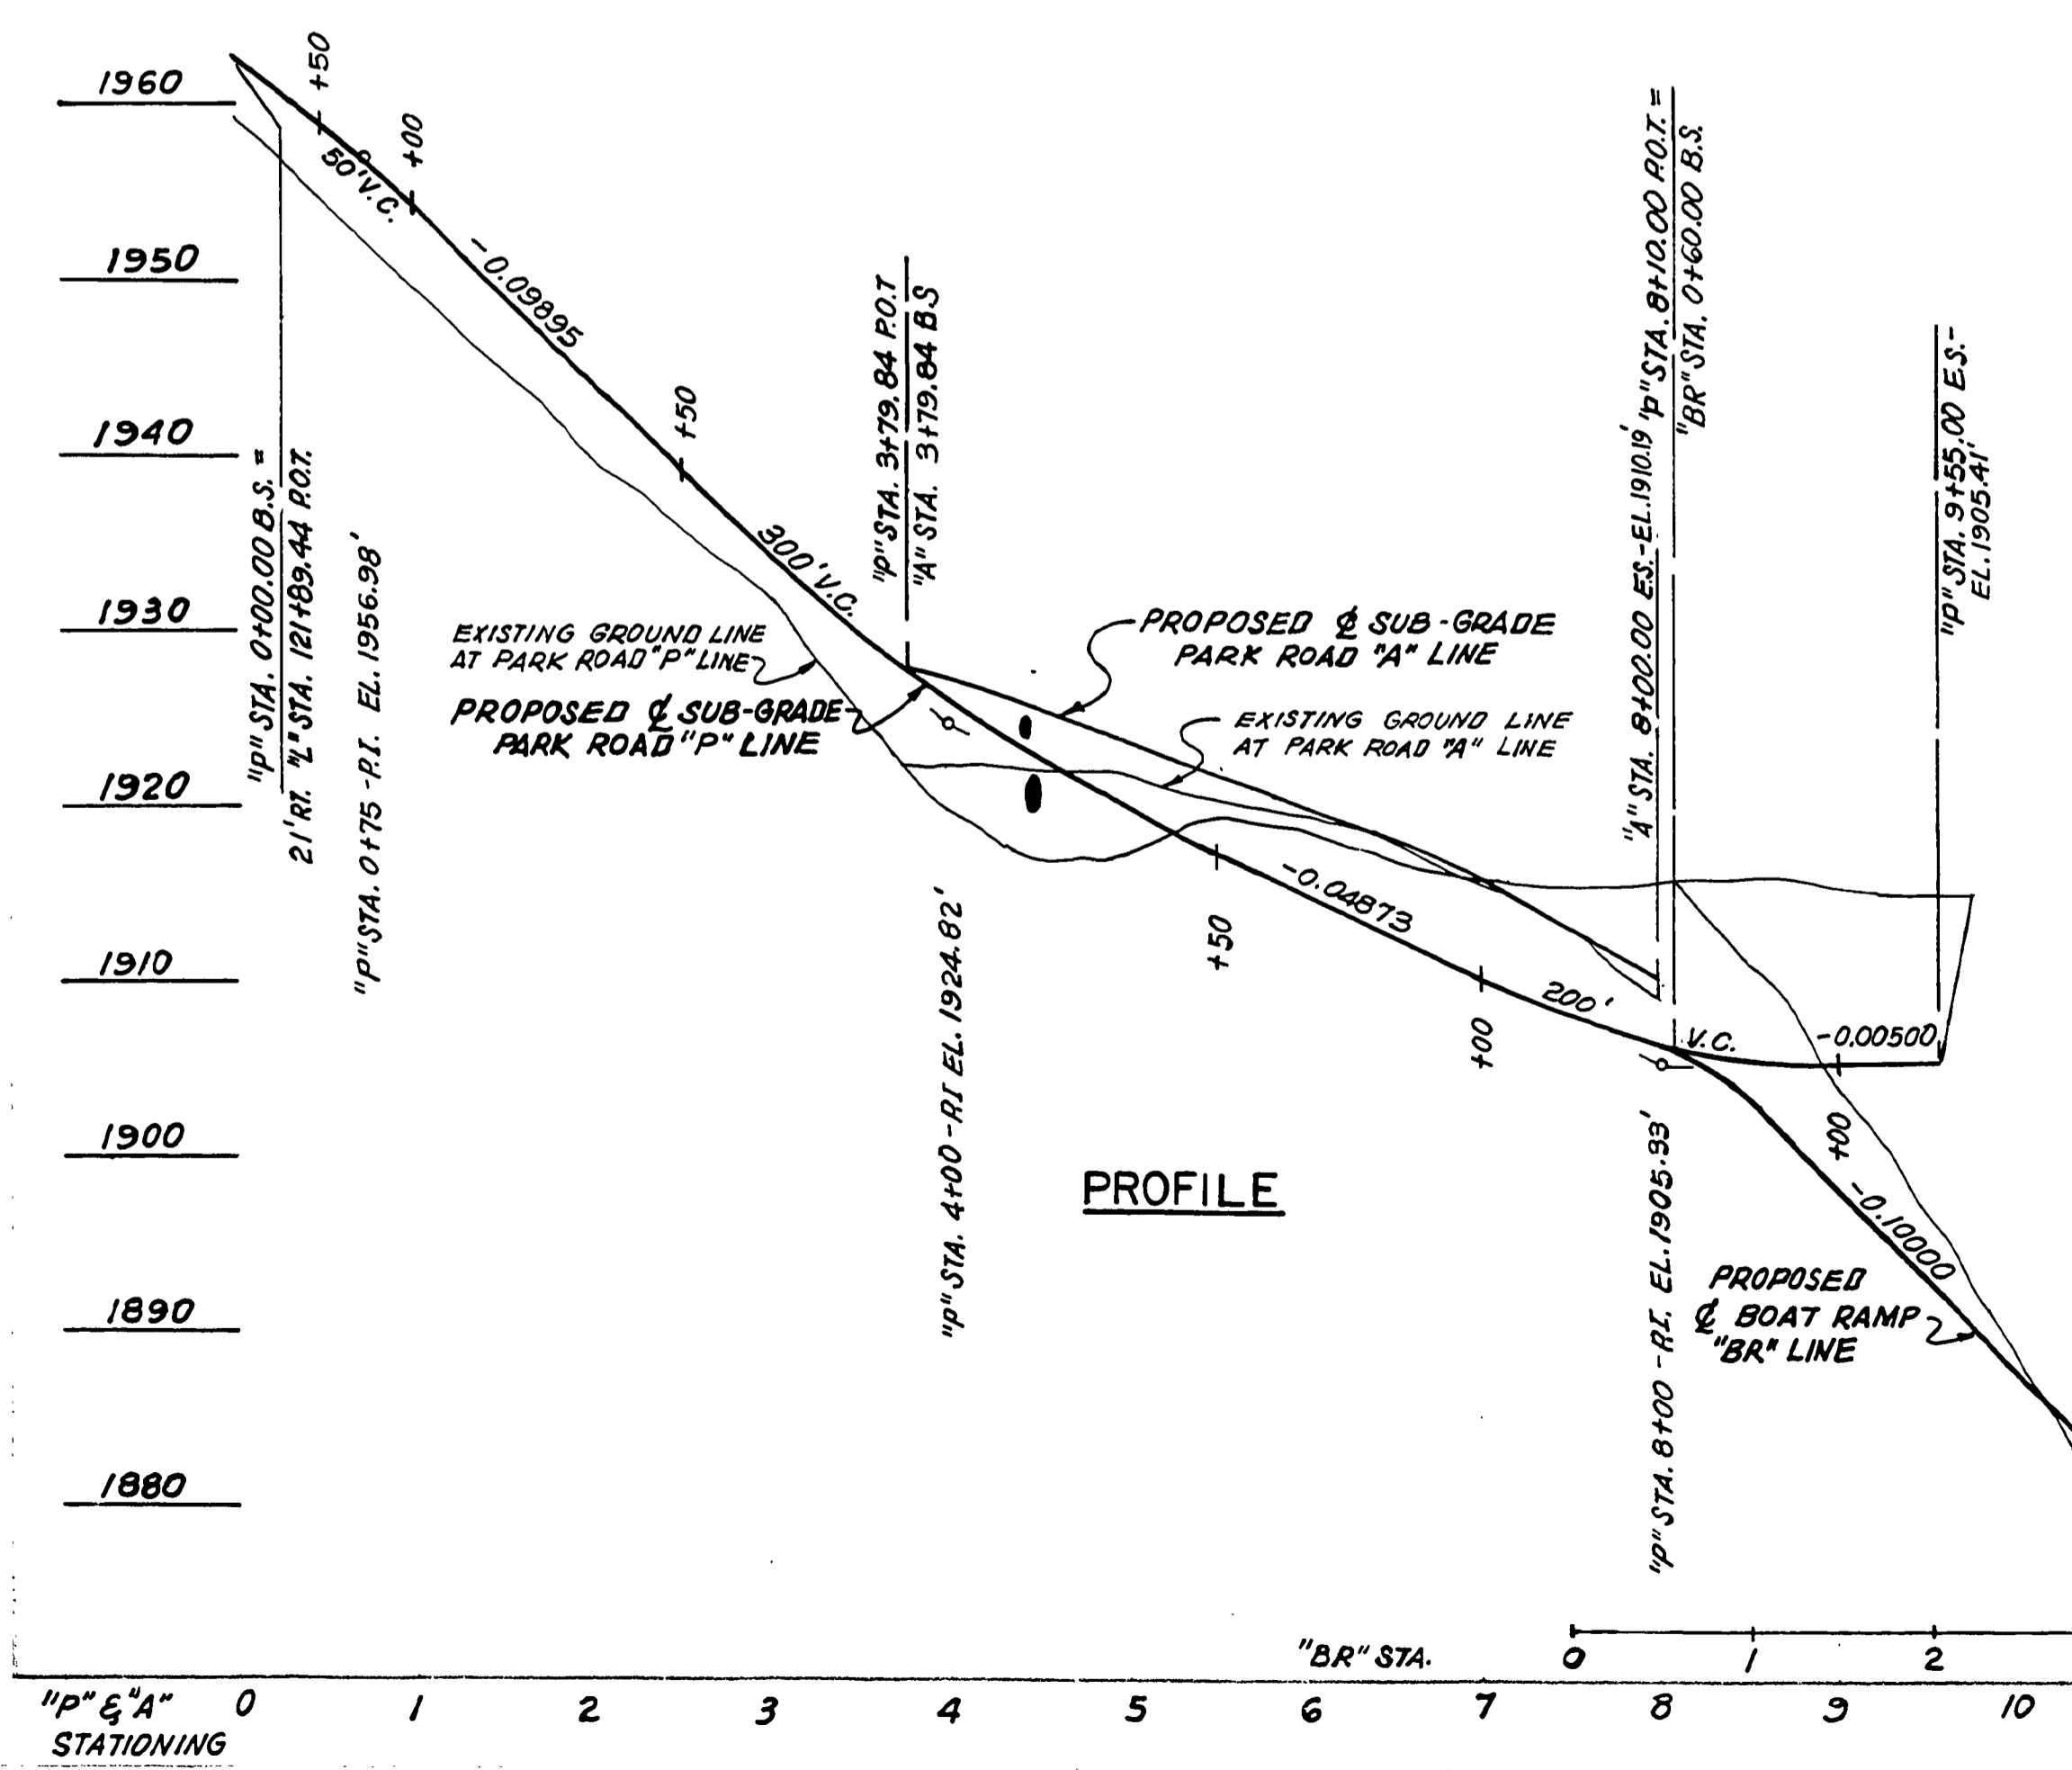 1960
1950
1940
1930
1920
1910
1900
1890
1880
+50
+00
50' V.C.
-0.09895
+50
300' V.C.
"P" STA. 0+00.00 B.S. =
21' RT. "L" STA. 121+89.44 P.O.T.
"P" STA. 0+75 - P.I. EL. 1956.98'
"P" STA. 3+79.84 P.O.T
"A" STA. 3+79.84 B.S
EXISTING GROUND LINE
AT PARK ROAD "P" LINE
PROPOSED ℄ SUB-GRADE
PARK ROAD "P" LINE
PROPOSED ℄ SUB-GRADE
PARK ROAD "A" LINE
EXISTING GROUND LINE
AT PARK ROAD "A" LINE
"P" STA. 4+00 - P.I EL. 1924.82'
+50
-0.04873
+00
200'
V.C.
-0.00500
+00
"A" STA. 8+00.00 E.S. - EL. 1910.19'
"P" STA. 8+10.00 P.O.T. =
"BR" STA. 0+60.00 B.S.
"P" STA. 9+55.00 E.S. -
EL. 1905.41'
"P" STA. 8+00 - P.I. EL. 1905.33'
-0.10000
PROPOSED
℄ BOAT RAMP
"BR" LINE
PROFILE
"BR" STA. 0 1 2
"P" & "A" 0 1 2 3 4 5 6 7 8 9 10
STATIONING